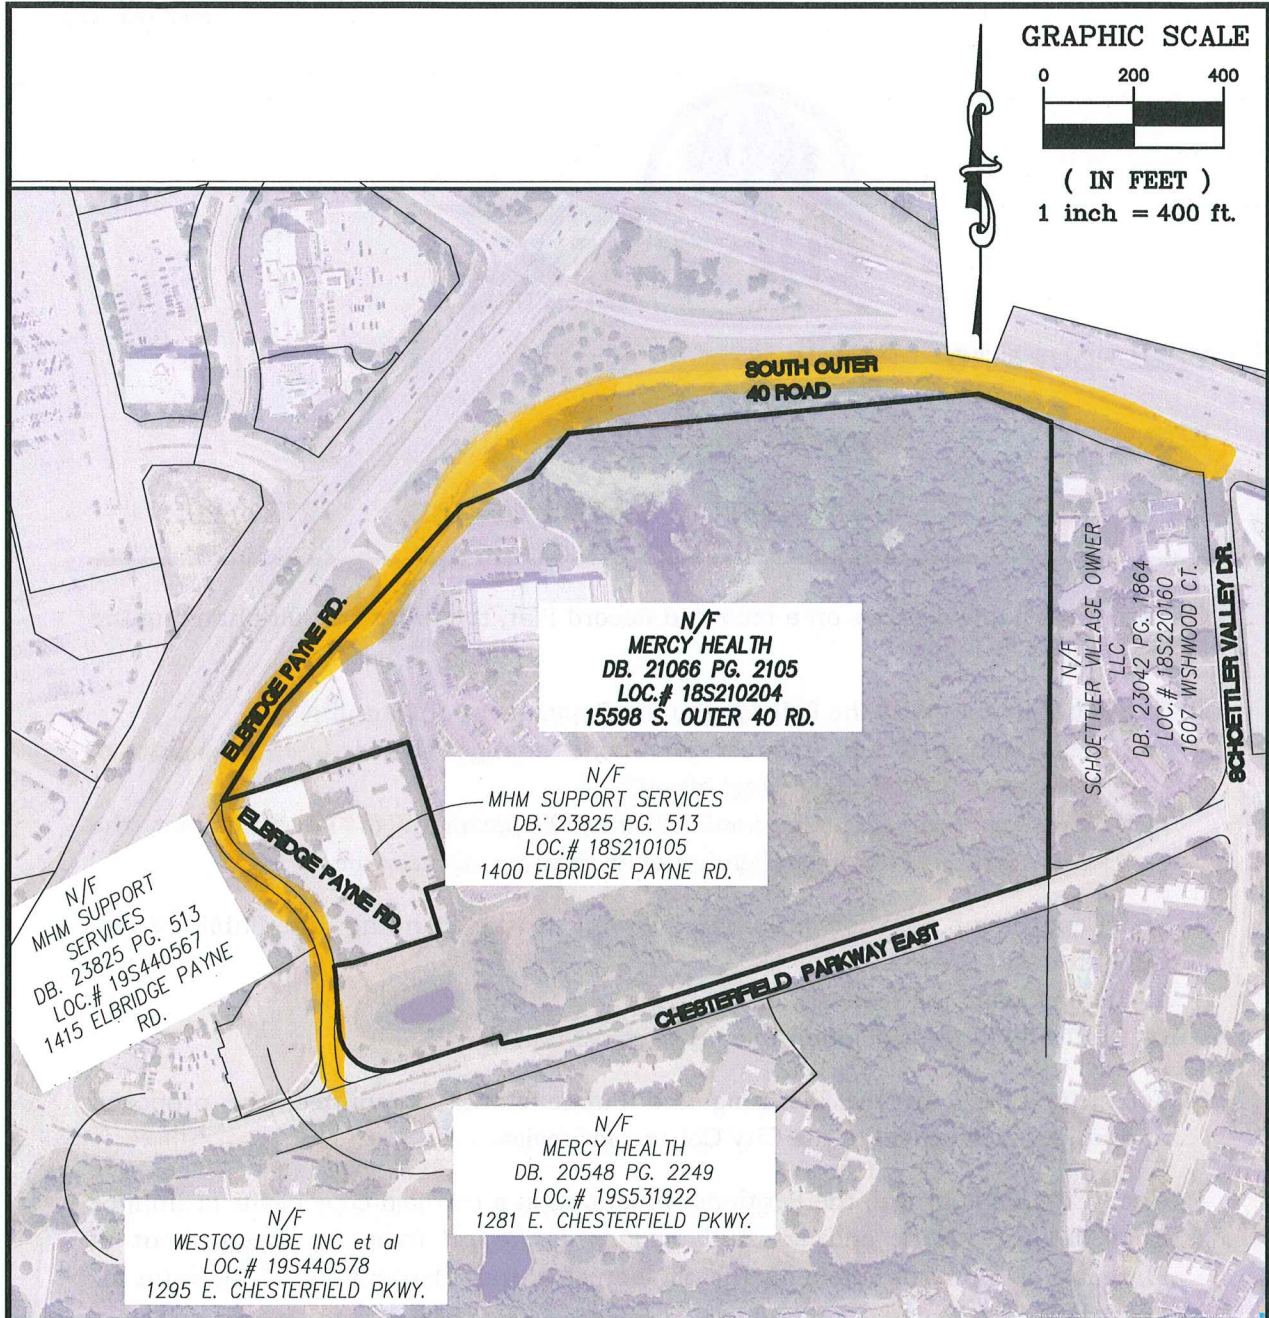 GRAPHIC SCALE
0 200 400
( IN FEET )
1 inch = 400 ft.
SOUTH OUTER
40 ROAD
ELBRIDGE PAYNE RD.
N/F
MERCY HEALTH
DB. 21066 PG. 2105
LOC.# 18S210204
15598 S. OUTER 40 RD.
N/F
SCHOETTLER VILLAGE OWNER
LLC
DB. 23042 PG. 1864
LOC.# 18S220160
1607 WISHWOOD CT.
SCHOETTLER VALLEY DR.
N/F
MHM SUPPORT SERVICES
DB. 23825 PG. 513
LOC.# 18S210105
1400 ELBRIDGE PAYNE RD.
ELBRIDGE PAYNE RD.
N/F
MHM SUPPORT
SERVICES
DB. 23825 PG. 513
LOC.# 19S440567
1415 ELBRIDGE PAYNE
RD.
CHESTERFIELD PARKWAY EAST
N/F
MERCY HEALTH
DB. 20548 PG. 2249
LOC.# 19S531922
1281 E. CHESTERFIELD PKWY.
N/F
WESTCO LUBE INC et al
LOC.# 19S440578
1295 E. CHESTERFIELD PKWY.